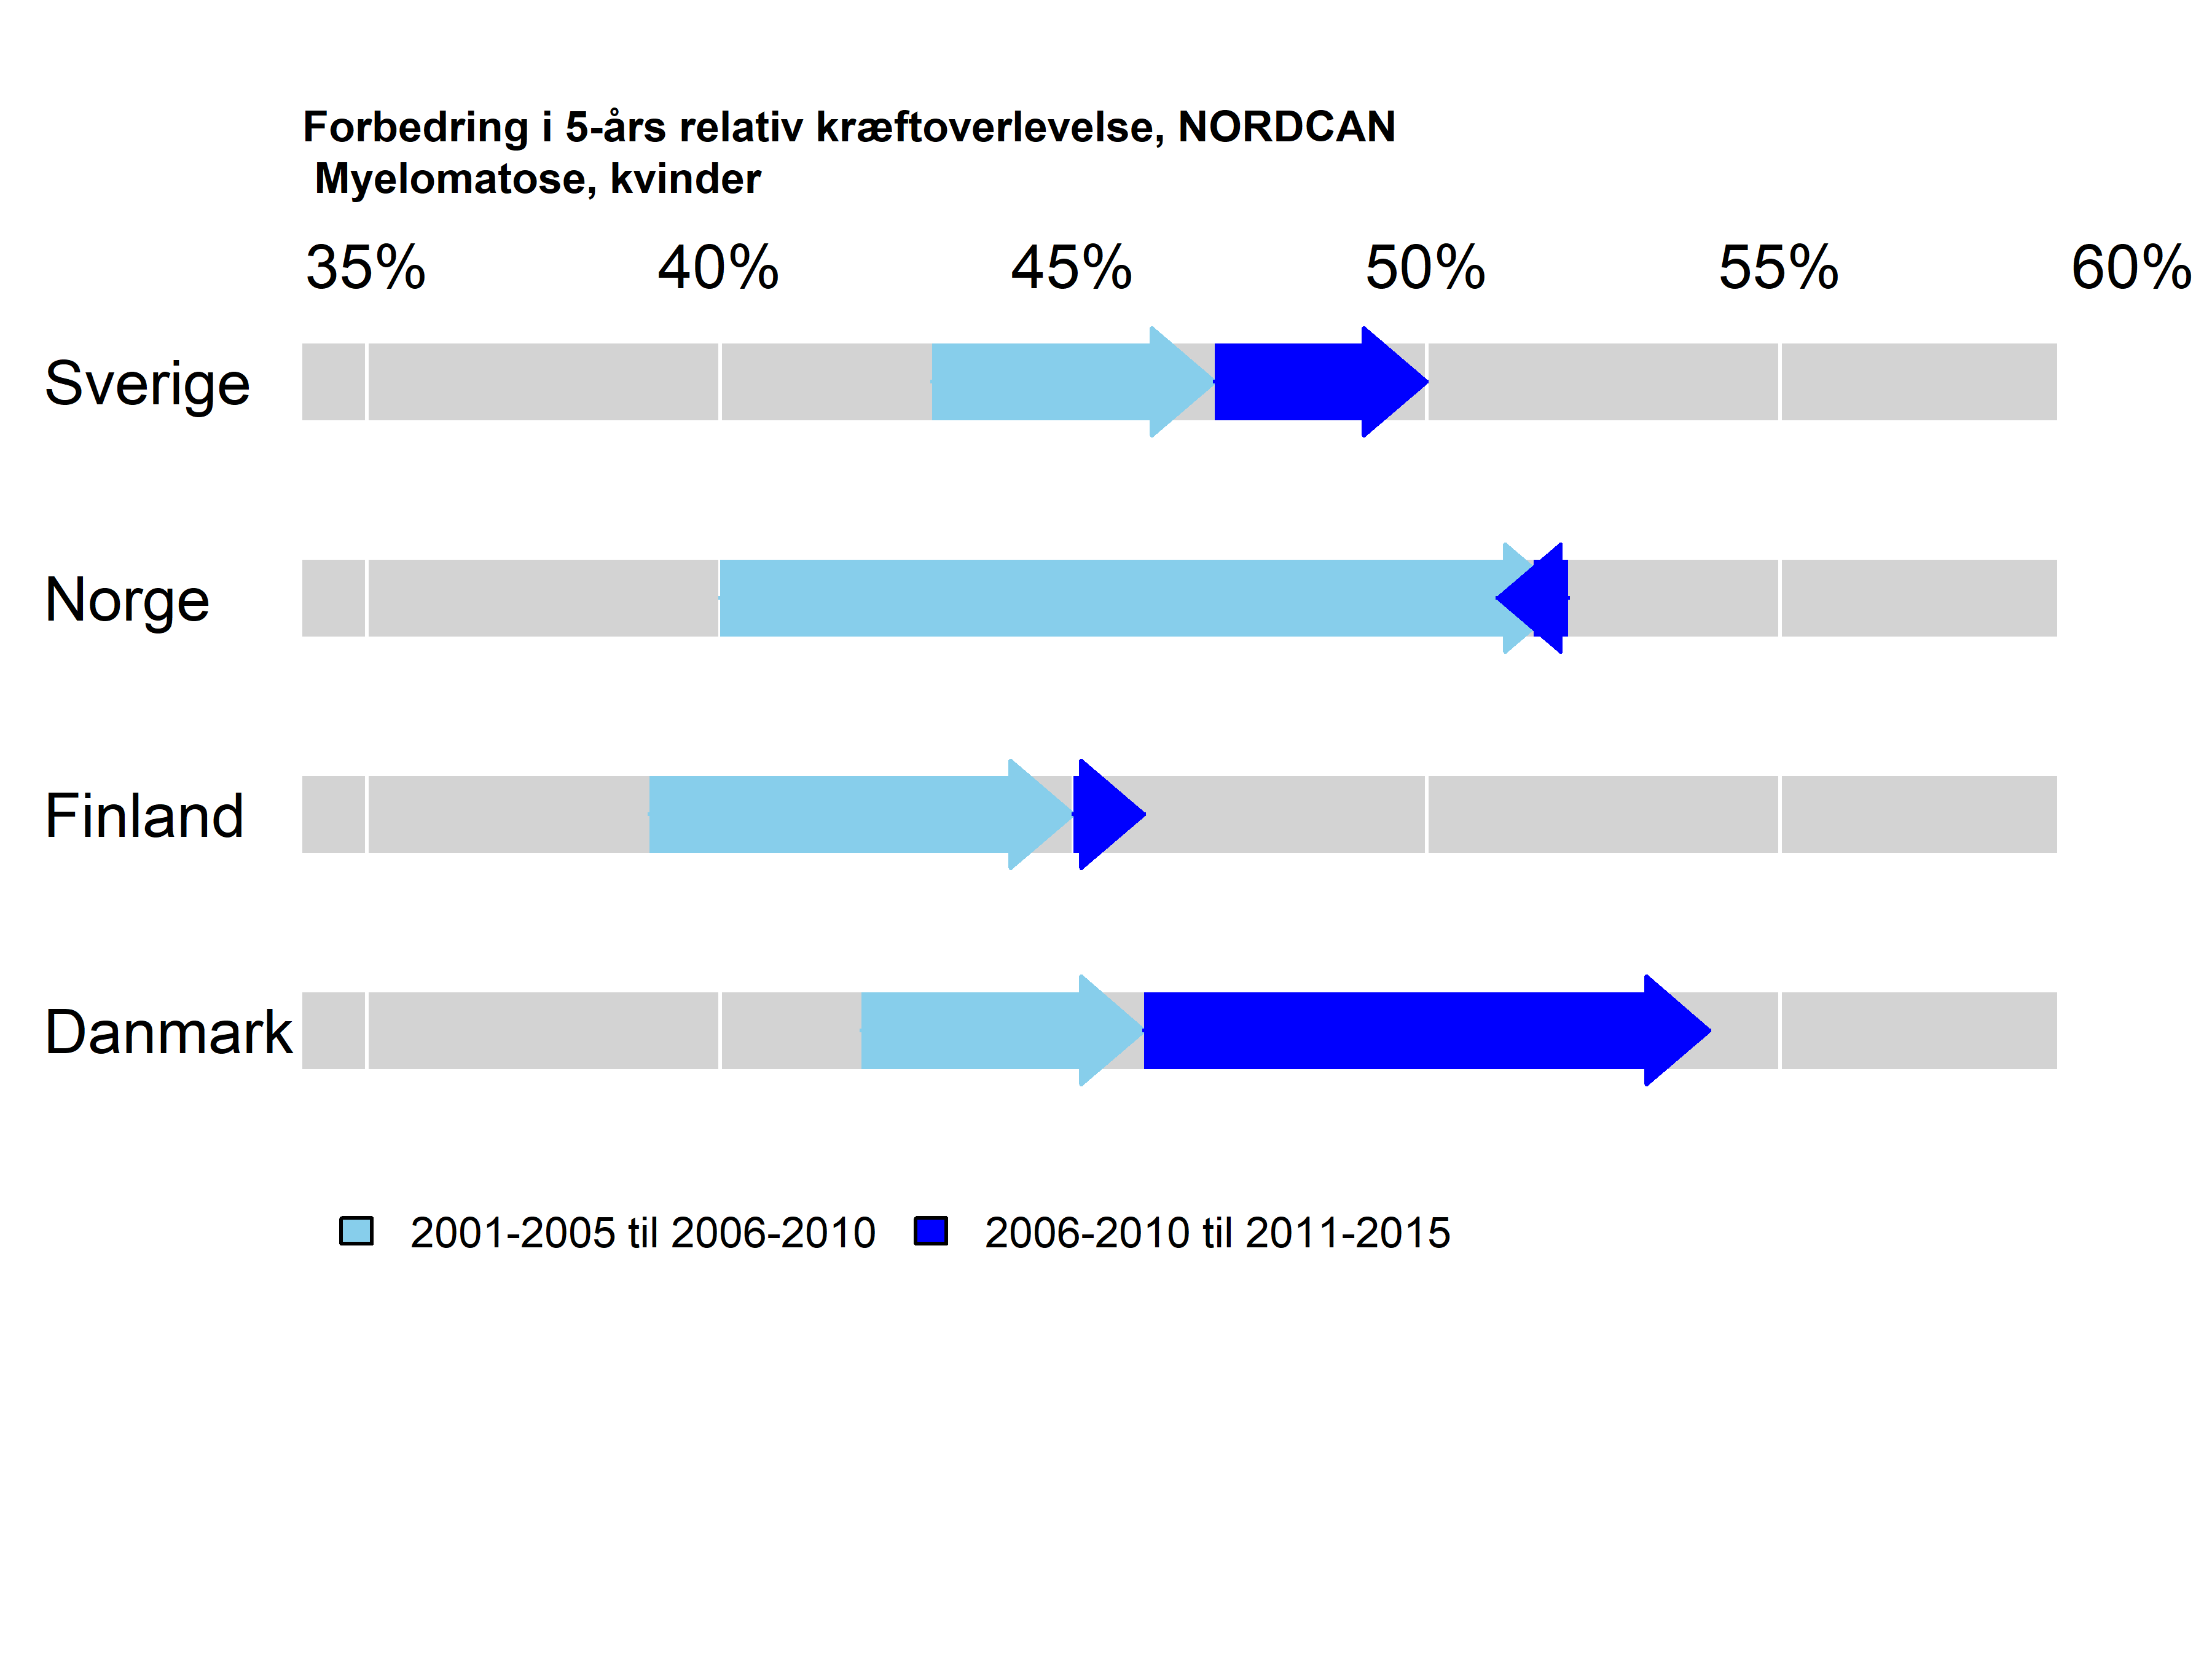 Forbedring i 5-års relativ kræftoverlevelse, NORDCAN
Myelomatose, kvinder
35% 40% 45% 50% 55% 60%
Sverige
Norge
Finland
Danmark
2001-2005 til 2006-2010 2006-2010 til 2011-2015